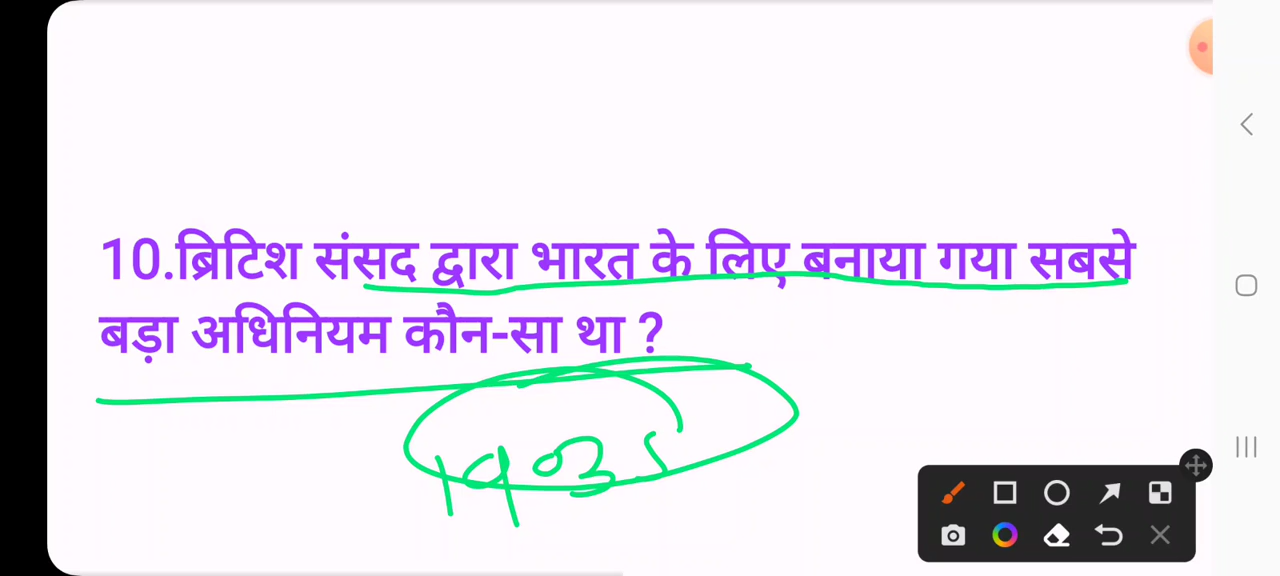 10.ब्रिटिश संसद द्वारा भारत के लिए बनाया गया सबसे
बड़ा अधिनियम कौन-सा था ?
1935